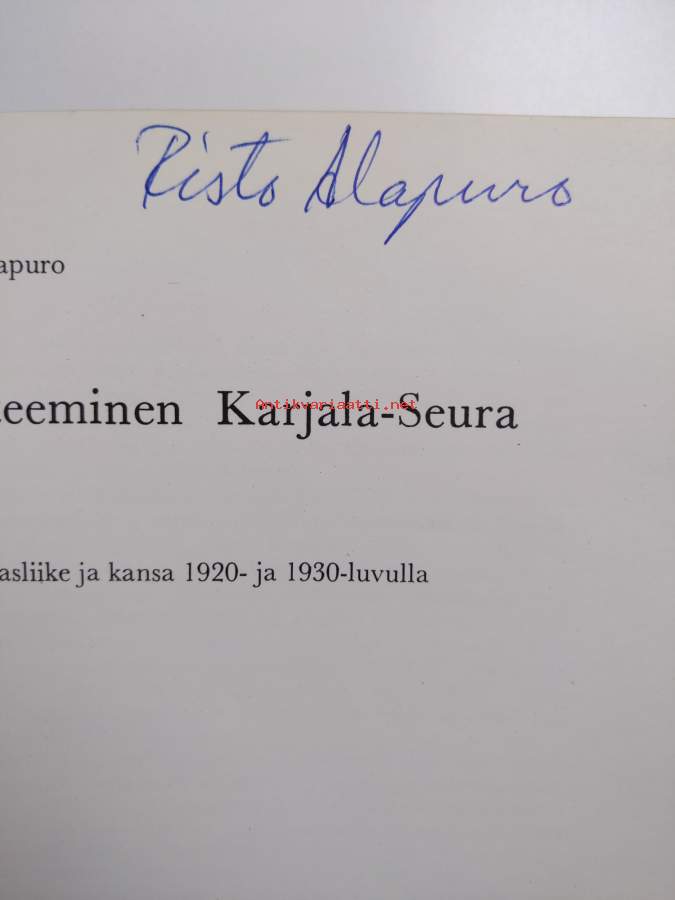 Risto Alapuro
apuro
eeminen Karjala-Seura
Antikvariaatti.net
asliike ja kansa 1920- ja 1930-luvulla